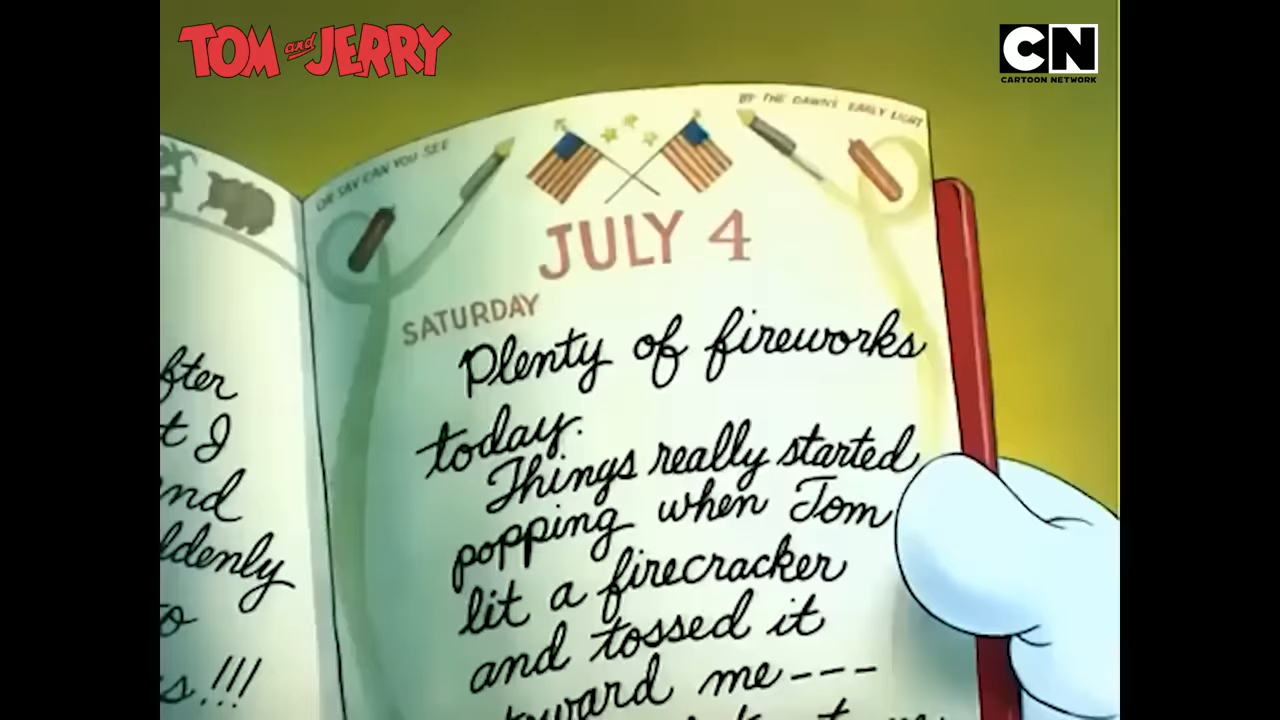 TOM and JERRY
CN
CARTOON NETWORK
OH SAY CAN YOU SEE
BY THE DAWN'S EARLY LIGHT
JULY 4
SATURDAY
fter
t I
nd
ddenly
to
s!!!
Plenty of fireworks
today.
Things really started
popping when Tom
lit a firecracker
and tossed it
toward me---